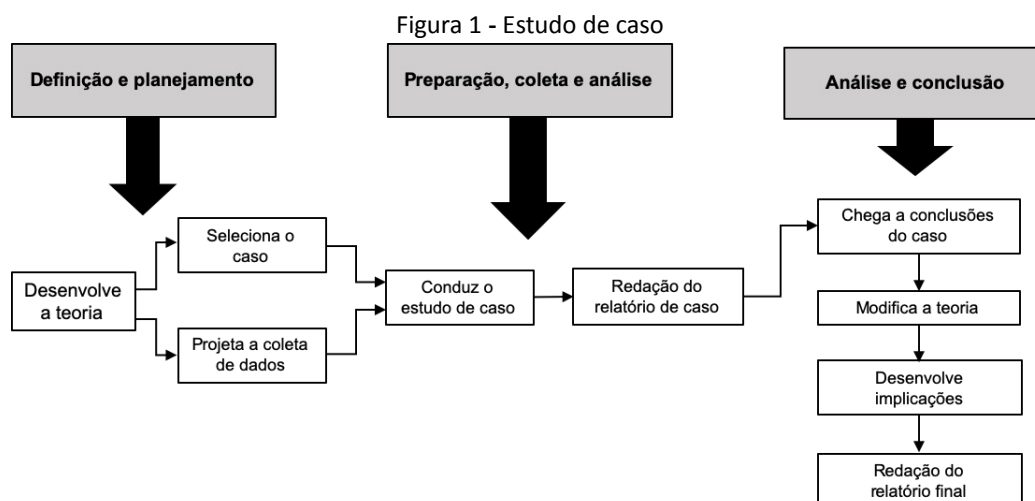 Figura 1 - Estudo de caso
Definição e planejamento
Preparação, coleta e análise
Análise e conclusão
Desenvolve
a teoria
Seleciona o
caso
Projeta a coleta
de dados
Conduz o
estudo de caso
Redação do
relatório de caso
Chega a conclusões
do caso
Modifica a teoria
Desenvolve
implicações
Redação do
relatório final